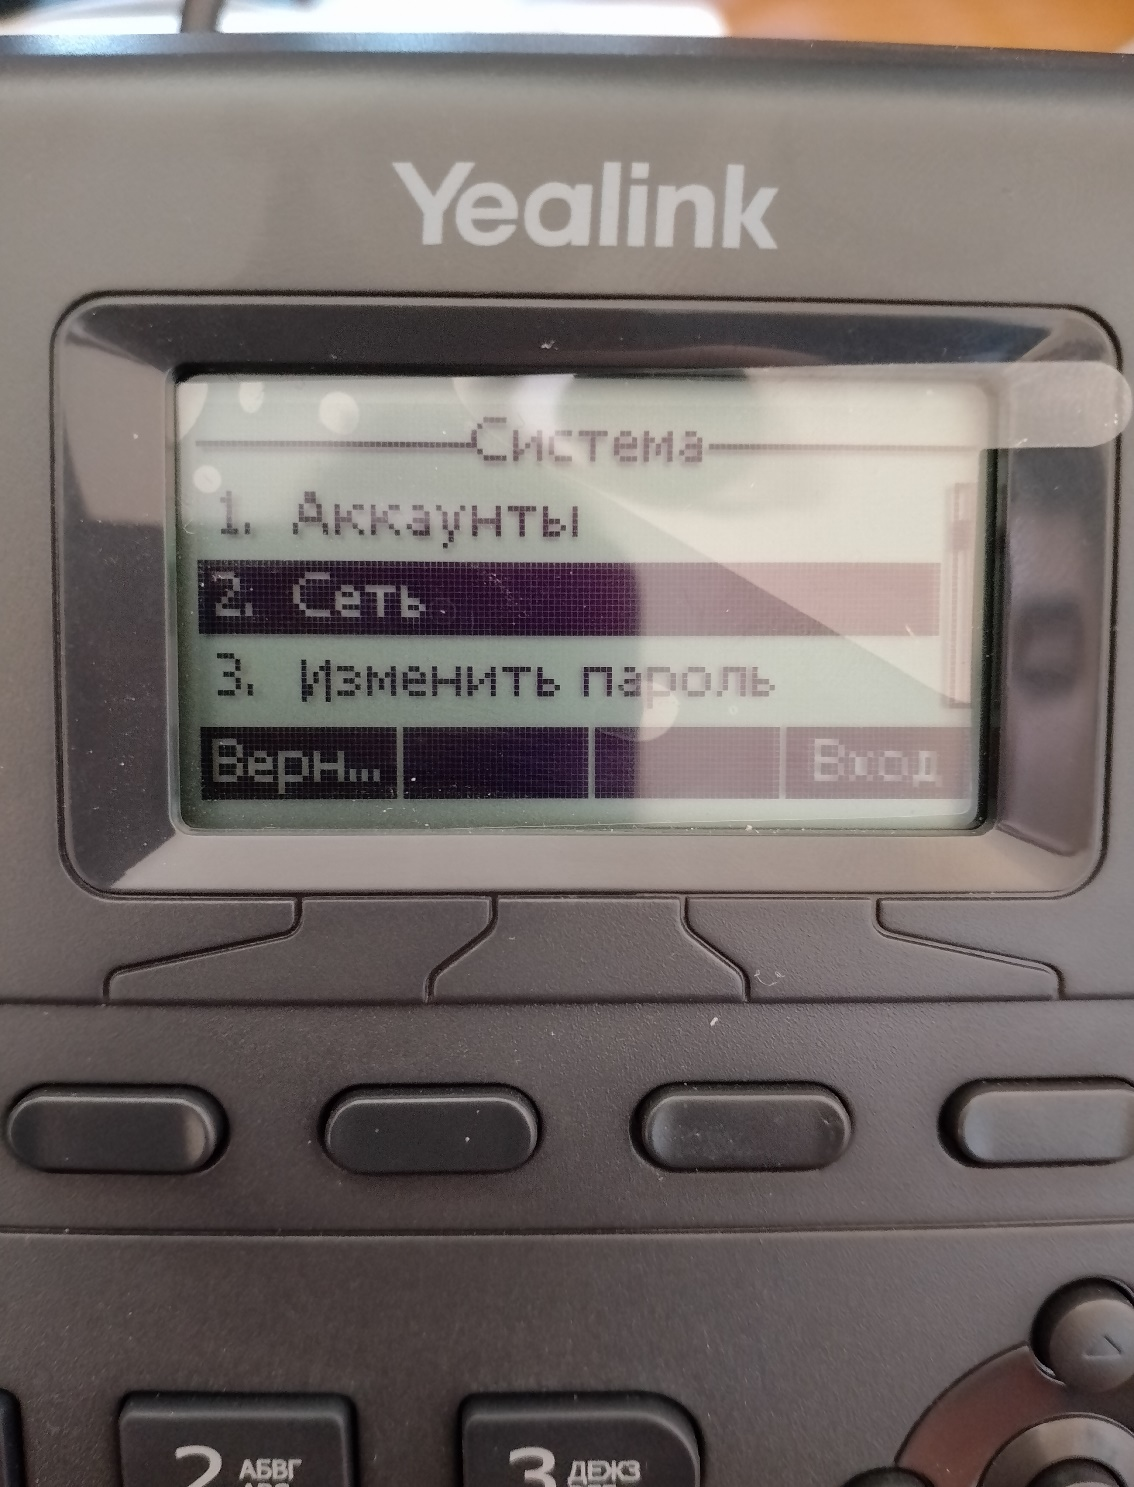 Yealink
Система
1. Аккаунты
2. Сеть
3. Изменить пароль
Верн... Вход
2 АБВГ 3 ДЕЖЗ